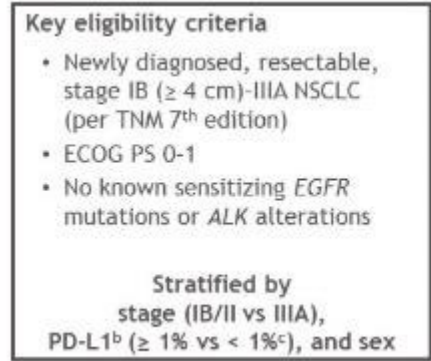 Key eligibility criteria
• Newly diagnosed, resectable,
stage IB (≥ 4 cm)-IIIA NSCLC
(per TNM 7th edition)
• ECOG PS 0-1
• No known sensitizing EGFR
mutations or ALK alterations
Stratified by
stage (IB/II vs IIIA),
PD-L1ᵇ (≥ 1% vs < 1%ᶜ), and sex